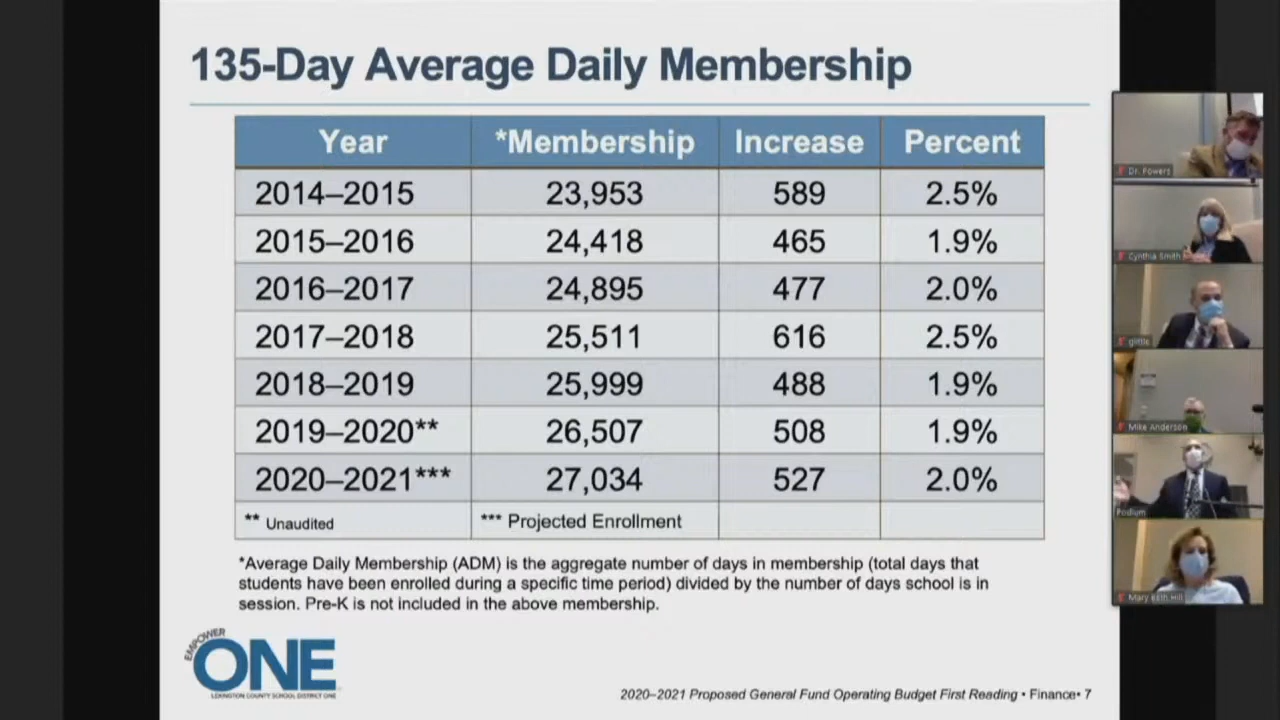 135-Day Average Daily Membership
Year *Membership Increase Percent
2014–2015 23,953 589 2.5%
2015–2016 24,418 465 1.9%
2016–2017 24,895 477 2.0%
2017–2018 25,511 616 2.5%
2018–2019 25,999 488 1.9%
2019–2020** 26,507 508 1.9%
2020–2021*** 27,034 527 2.0%
** Unaudited *** Projected Enrollment
*Average Daily Membership (ADM) is the aggregate number of days in membership (total days that
students have been enrolled during a specific time period) divided by the number of days school is in
session. Pre-K is not included in the above membership.
EMPOWER
ONE
LEXINGTON COUNTY SCHOOL DISTRICT ONE
2020–2021 Proposed General Fund Operating Budget First Reading • Finance• 7
Dr. Powers
Cynthia Smith
glittle
Mike Anderson
Podium
Mary Beth Hill